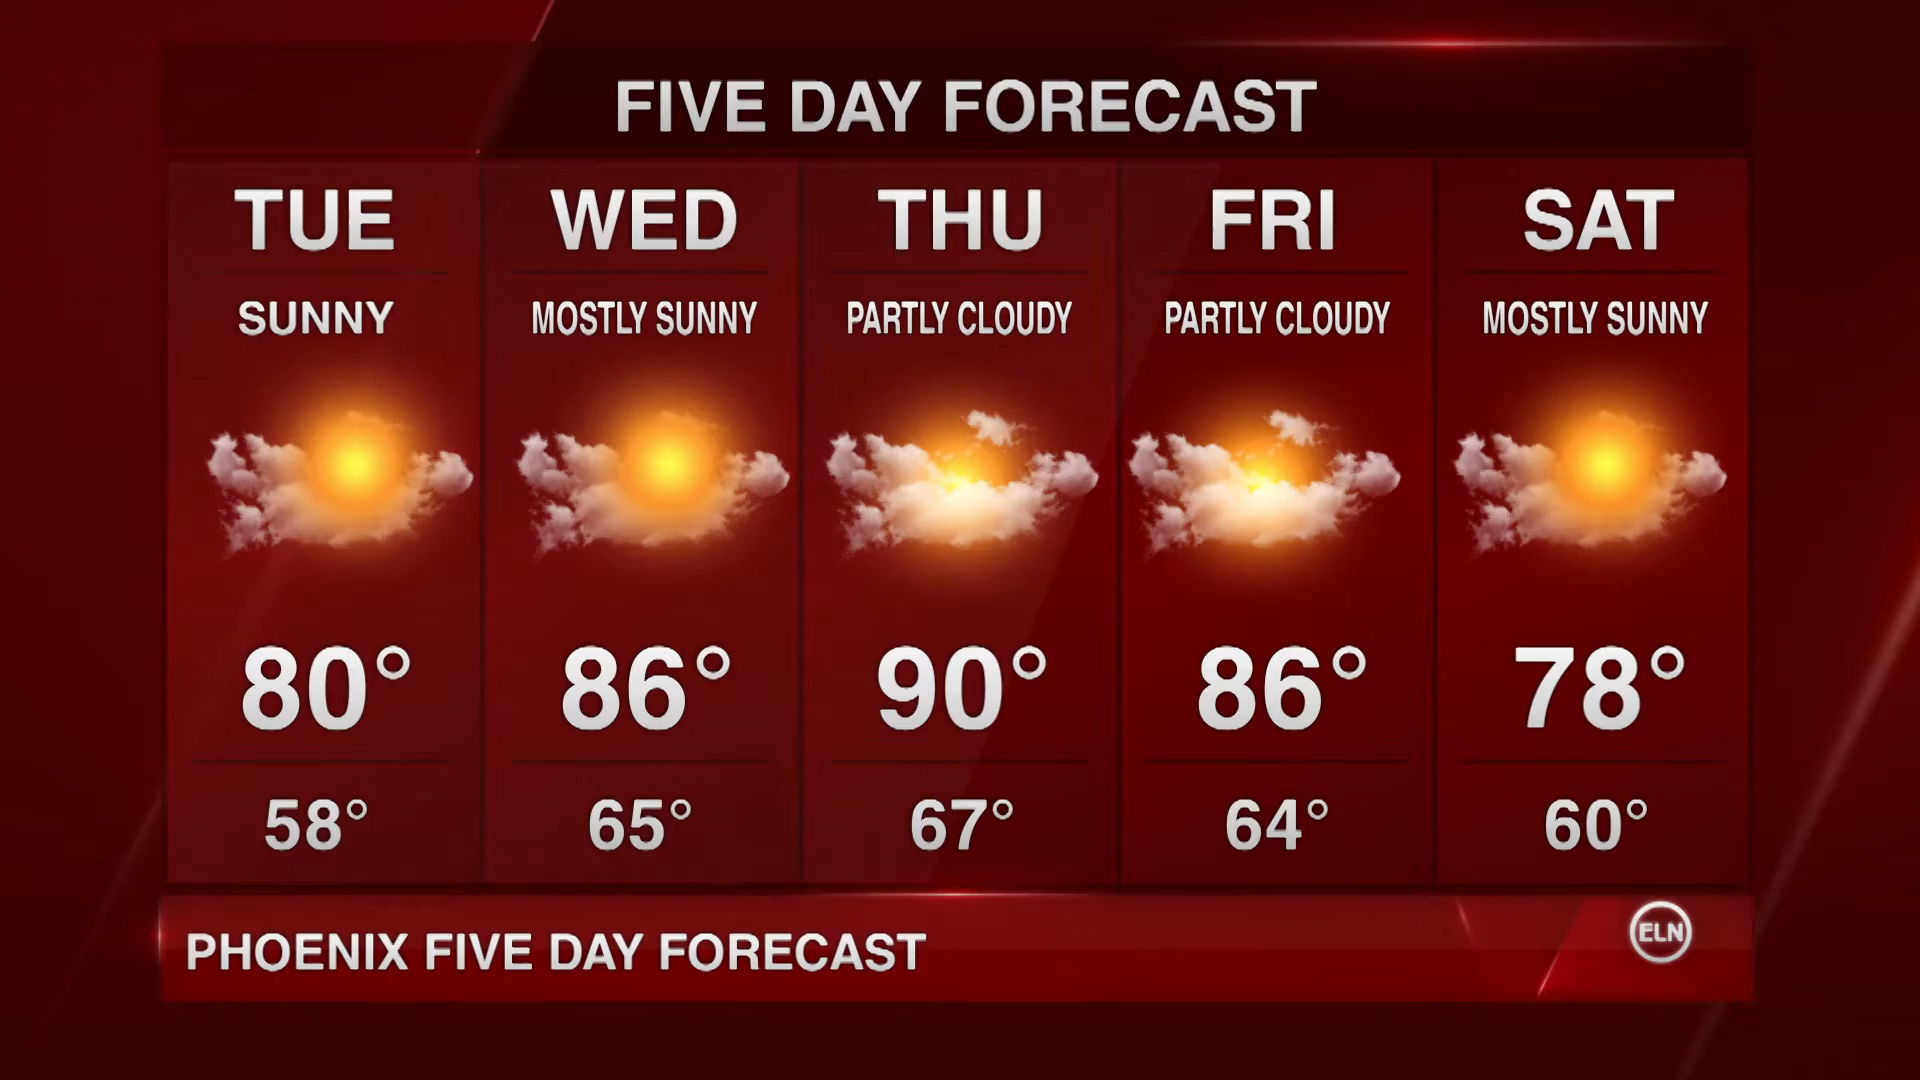 FIVE DAY FORECAST
TUE
SUNNY
80°
58°
WED
MOSTLY SUNNY
86°
65°
THU
PARTLY CLOUDY
90°
67°
FRI
PARTLY CLOUDY
86°
64°
SAT
MOSTLY SUNNY
78°
60°
PHOENIX FIVE DAY FORECAST
ELN